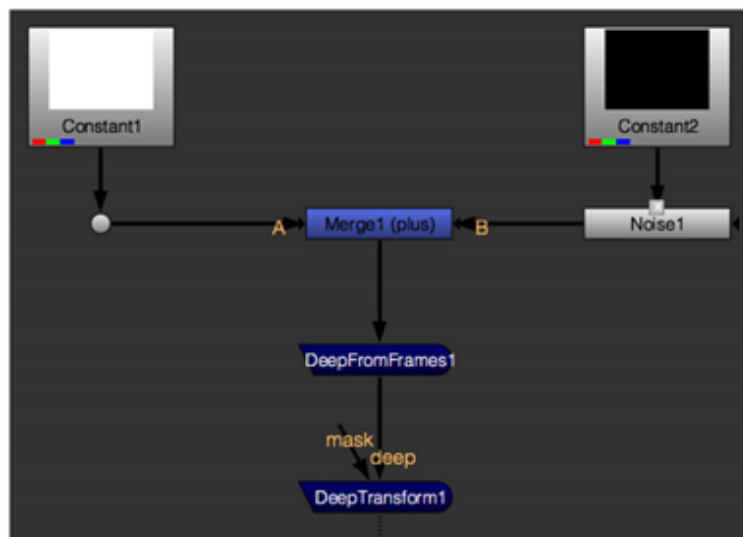 Constant1
Constant2
A
Merge1 (plus)
B
Noise1
DeepFromFrames1
mask
deep
DeepTransform1